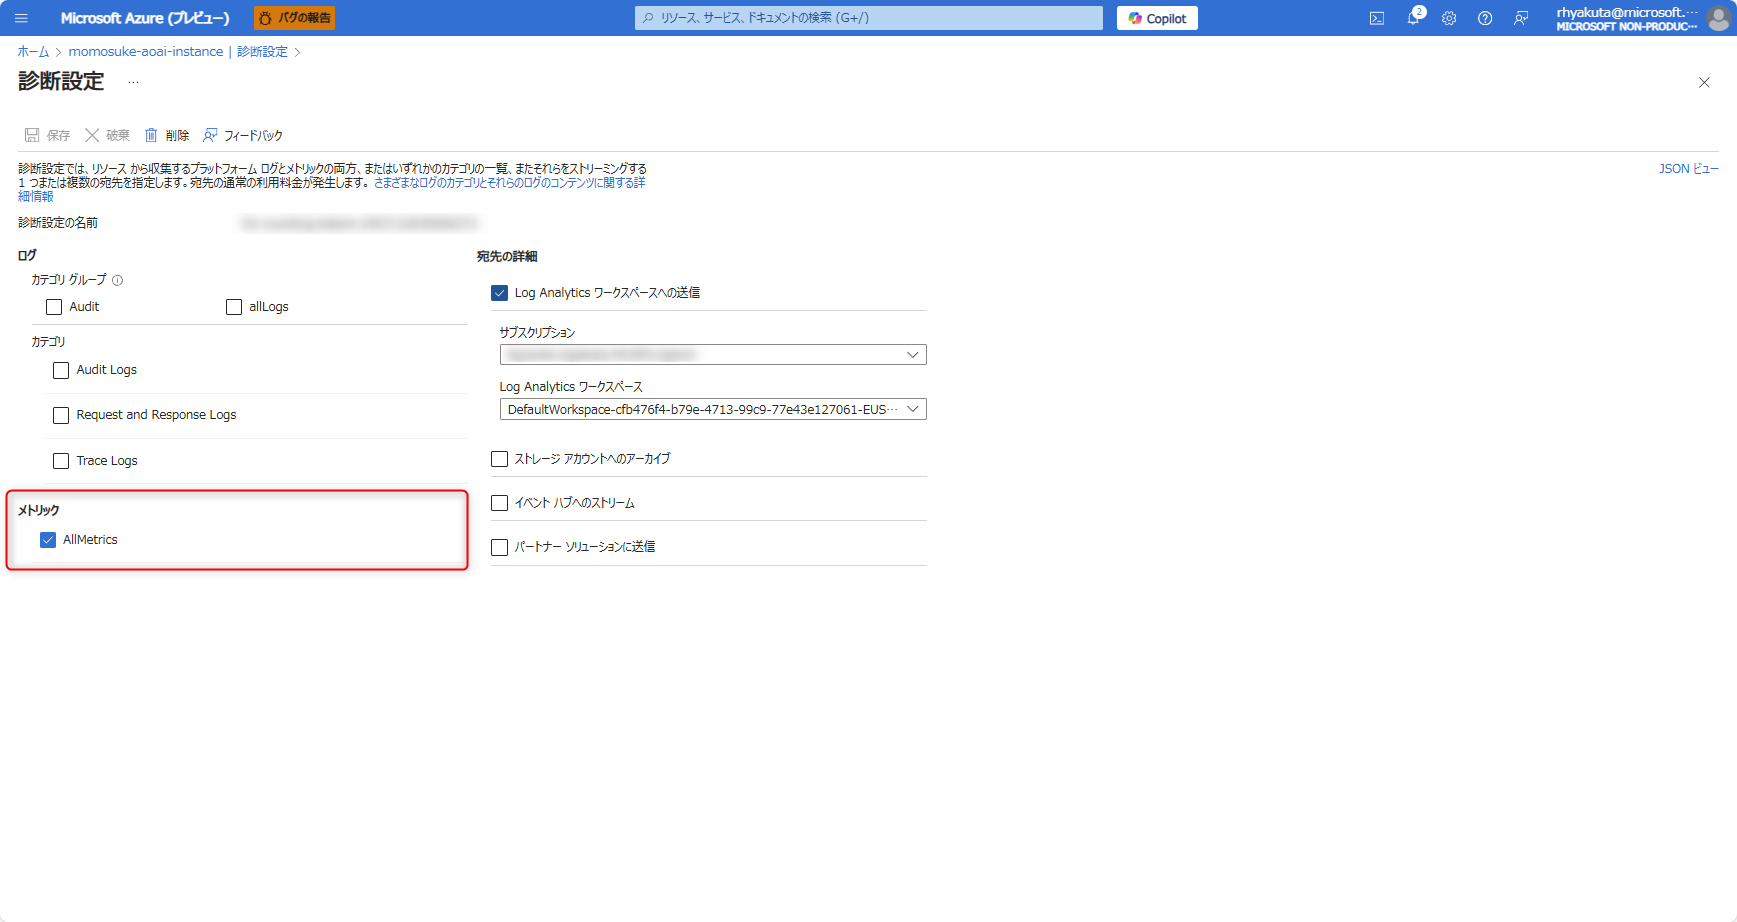 Microsoft Azure (プレビュー)
バグの報告
リソース、サービス、ドキュメントの検索 (G+/)
Copilot
2
rhyakuta@microsoft.…
MICROSOFT NON-PRODUC…
ホーム > momosuke-aoai-instance | 診断設定 >
診断設定 …
保存 破棄 削除 フィードバック
診断設定では、リソース から収集するプラットフォーム ログとメトリックの両方、またはいずれかのカテゴリの一覧、またそれらをストリーミングする
1 つまたは複数の宛先を指定します。宛先の通常の利用料金が発生します。 さまざまなログのカテゴリとそれらのログのコンテンツに関する詳
細情報
JSON ビュー
診断設定の名前
ログ
カテゴリ グループ
Audit
allLogs
カテゴリ
Audit Logs
Request and Response Logs
Trace Logs
メトリック
AllMetrics
宛先の詳細
Log Analytics ワークスペースへの送信
サブスクリプション
Log Analytics ワークスペース
DefaultWorkspace-cfb476f4-b79e-4713-99c9-77e43e127061-EUS…
ストレージ アカウントへのアーカイブ
イベント ハブへのストリーム
パートナー ソリューションに送信